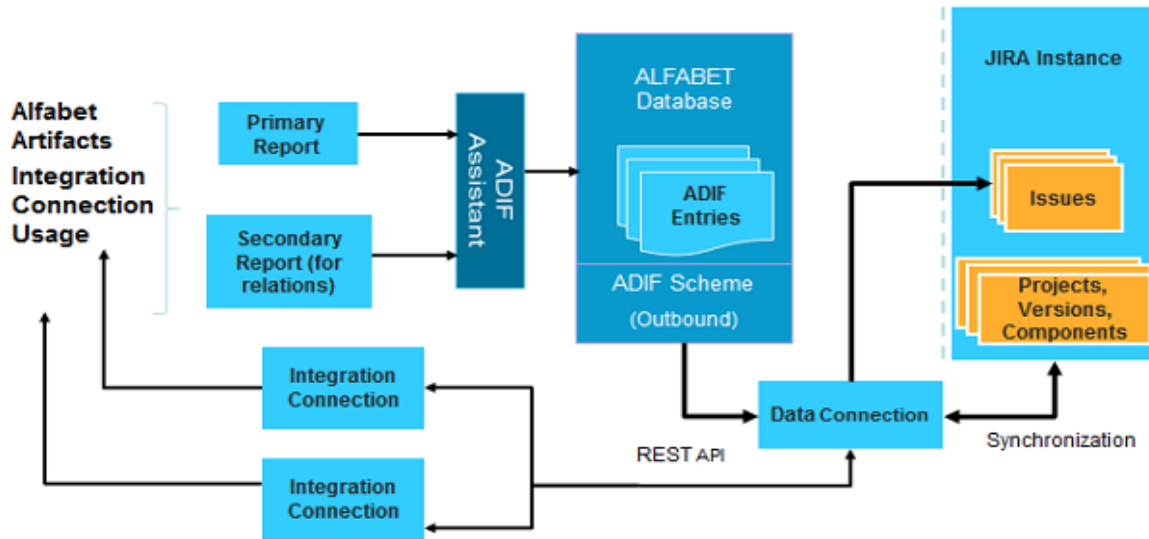 Alfabet
Artifacts
Integration
Connection
Usage
Primary
Report
Secondary
Report (for
relations)
ADIF
Assistant
ALFABET
Database
ADIF
Entries
ADIF Scheme
(Outbound)
JIRA Instance
Issues
Projects,
Versions,
Components
Integration
Connection
Data Connection
Synchronization
REST API
Integration
Connection